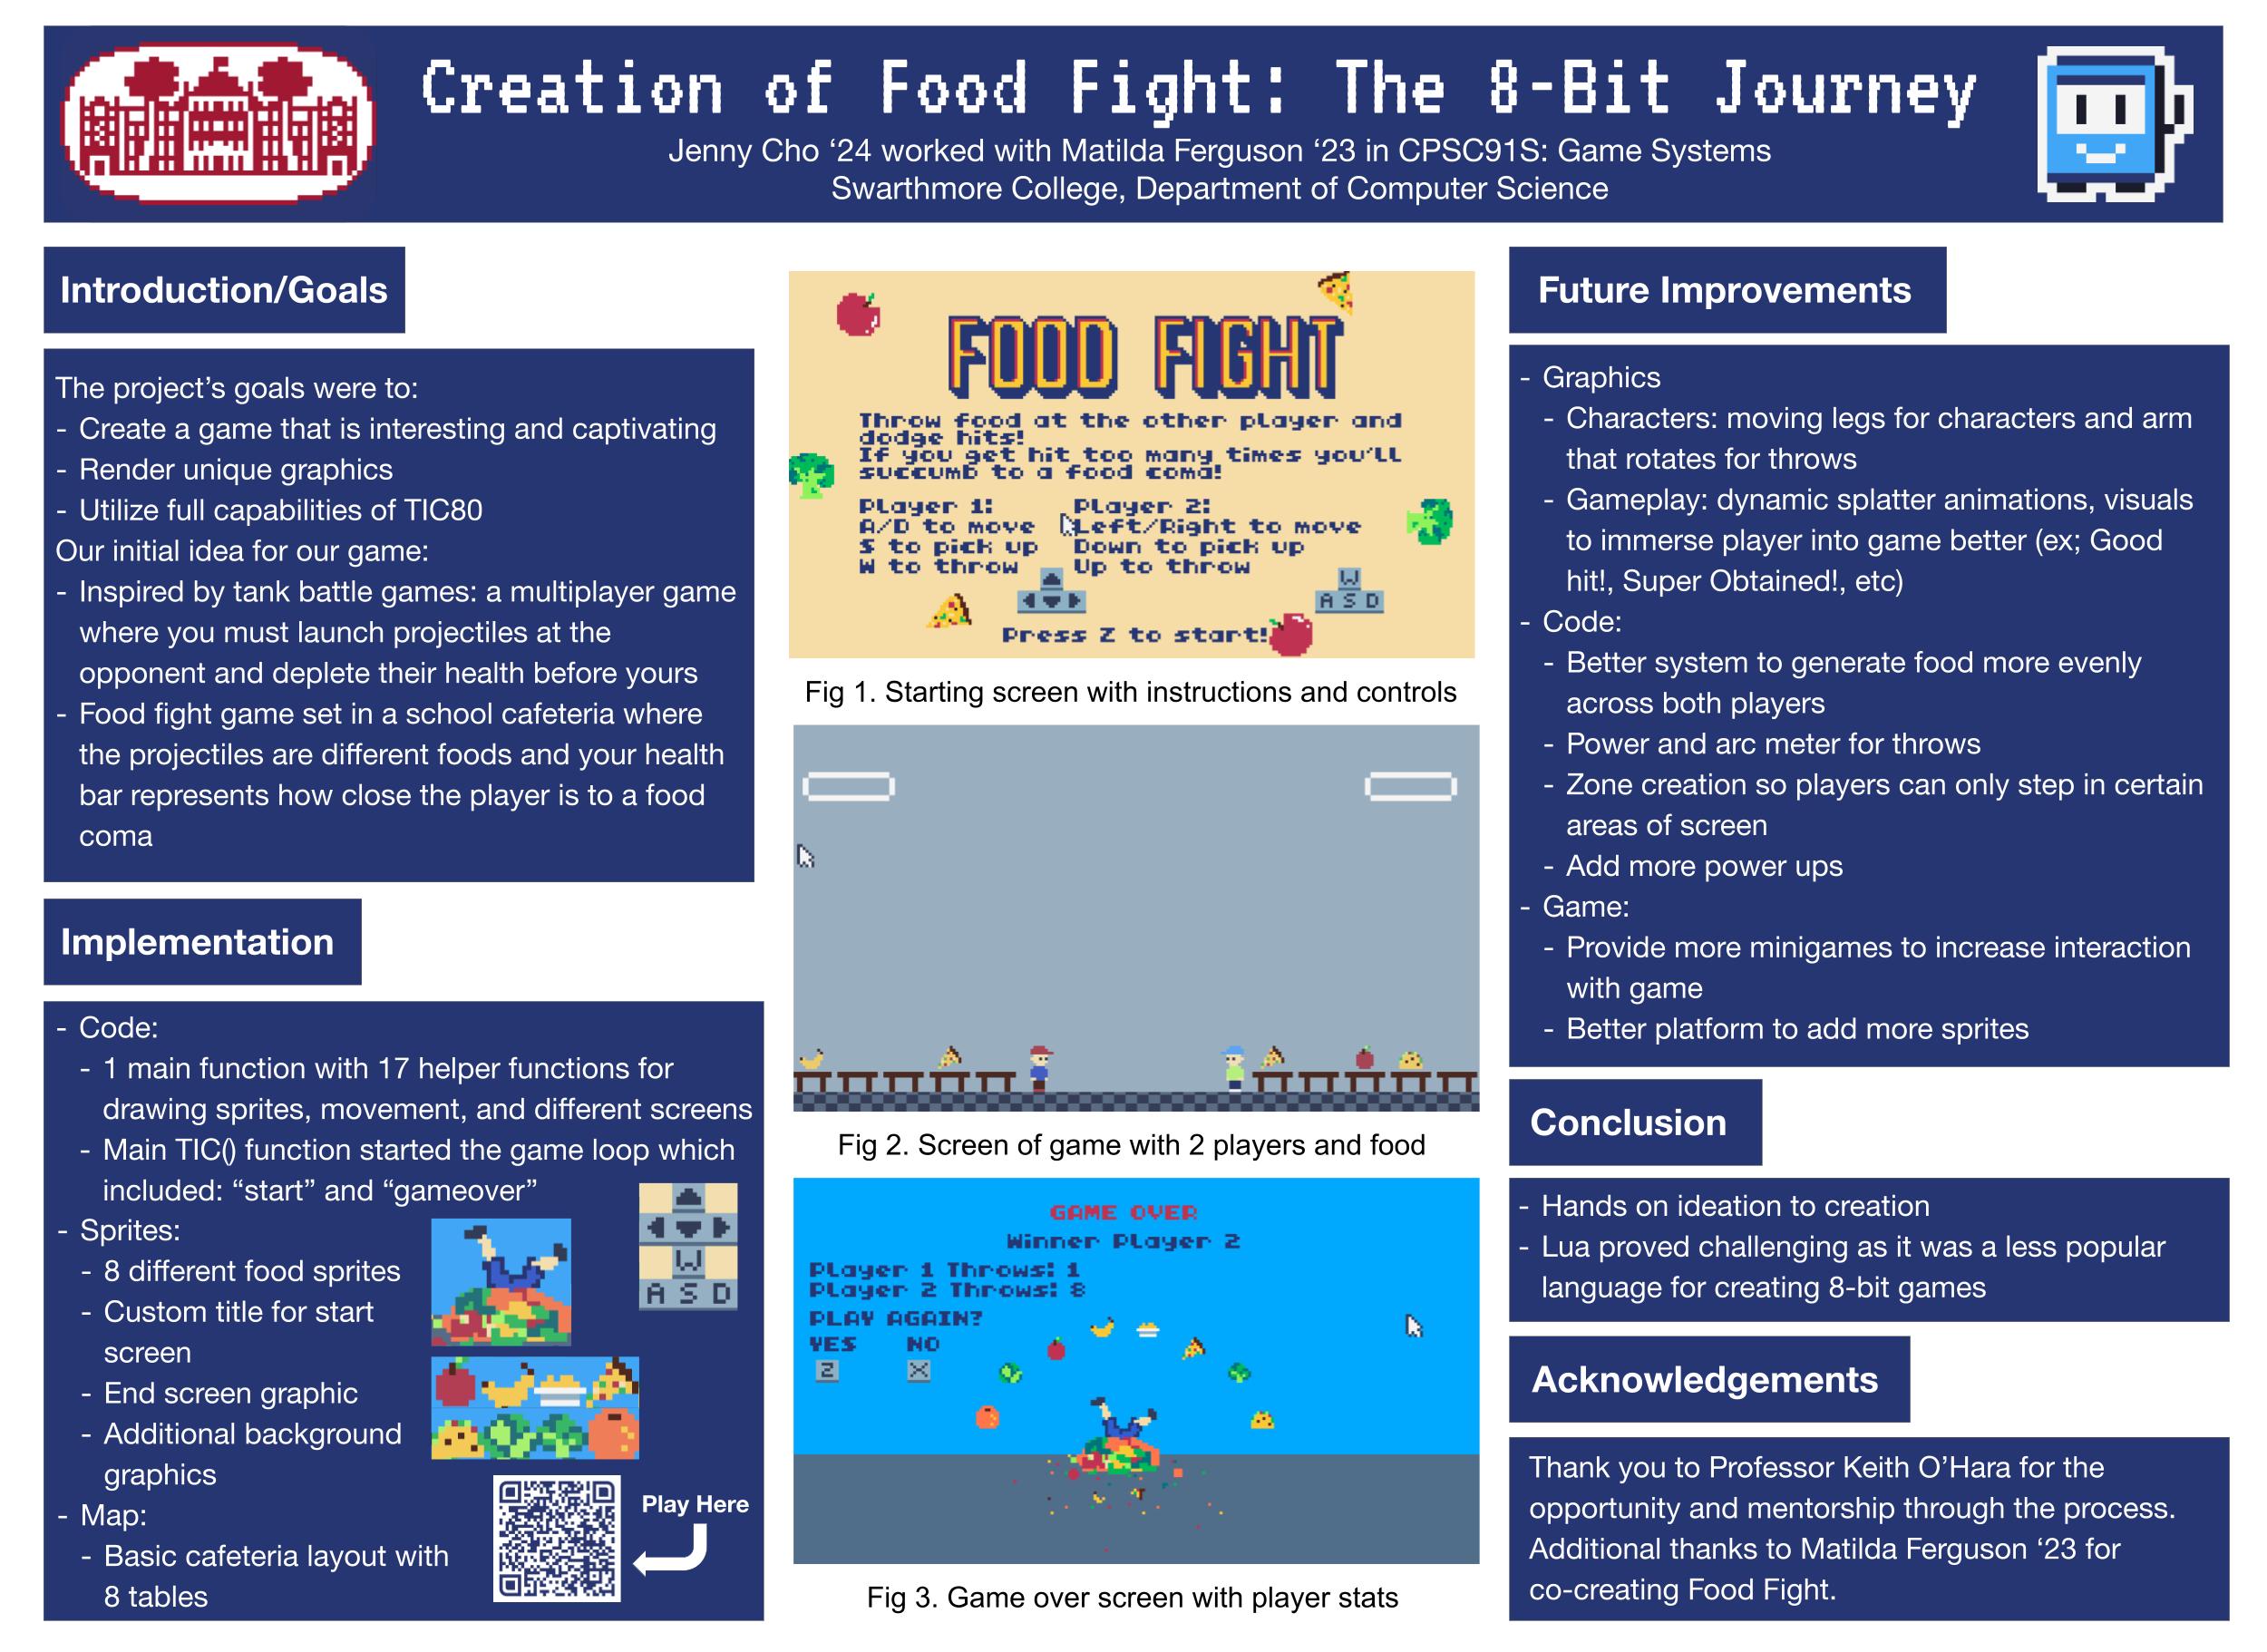 Creation of Food Fight: The 8-Bit Journey
Jenny Cho ‘24 worked with Matilda Ferguson ‘23 in CPSC91S: Game Systems
Swarthmore College, Department of Computer Science
Introduction/Goals
The project’s goals were to:
- Create a game that is interesting and captivating
- Render unique graphics
- Utilize full capabilities of TIC80
Our initial idea for our game:
- Inspired by tank battle games: a multiplayer game
where you must launch projectiles at the
opponent and deplete their health before yours
- Food fight game set in a school cafeteria where
the projectiles are different foods and your health
bar represents how close the player is to a food
coma
Implementation
- Code:
- 1 main function with 17 helper functions for
drawing sprites, movement, and different screens
- Main TIC() function started the game loop which
included: “start” and “gameover”
- Sprites:
- 8 different food sprites
- Custom title for start
screen
- End screen graphic
- Additional background
graphics
- Map:
- Basic cafeteria layout with
8 tables
W
A S D
Play Here
FOOD FIGHT
Throw food at the other player and
dodge hits!
If you get hit too many times you'll
succumb to a food coma!
Player 1:
A/D to move
S to pick up
W to throw
Player 2:
Left/Right to move
Down to pick up
Up to throw
W
A S D
Press Z to start!
Fig 1. Starting screen with instructions and controls
Fig 2. Screen of game with 2 players and food
GAME OVER
Winner Player 2
Player 1 Throws: 1
Player 2 Throws: 8
PLAY AGAIN?
YES NO
Z X
Fig 3. Game over screen with player stats
Future Improvements
- Graphics
- Characters: moving legs for characters and arm
that rotates for throws
- Gameplay: dynamic splatter animations, visuals
to immerse player into game better (ex; Good
hit!, Super Obtained!, etc)
- Code:
- Better system to generate food more evenly
across both players
- Power and arc meter for throws
- Zone creation so players can only step in certain
areas of screen
- Add more power ups
- Game:
- Provide more minigames to increase interaction
with game
- Better platform to add more sprites
Conclusion
- Hands on ideation to creation
- Lua proved challenging as it was a less popular
language for creating 8-bit games
Acknowledgements
Thank you to Professor Keith O’Hara for the
opportunity and mentorship through the process.
Additional thanks to Matilda Ferguson ‘23 for
co-creating Food Fight.